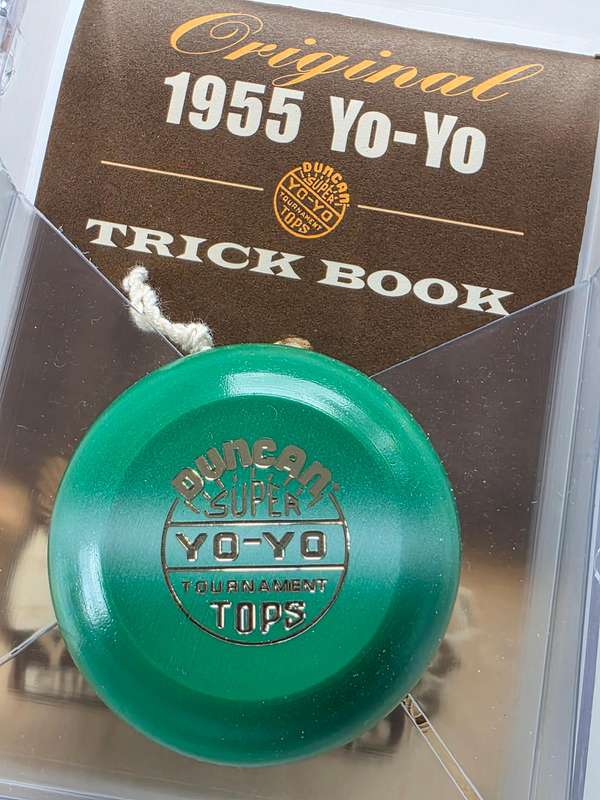 Original
1955 Yo-Yo
DUNCAN
SUPER
YO-YO
TOURNAMENT
TOPS
TRICK BOOK
DUNCAN
SUPER
YO-YO
TOURNAMENT
TOPS